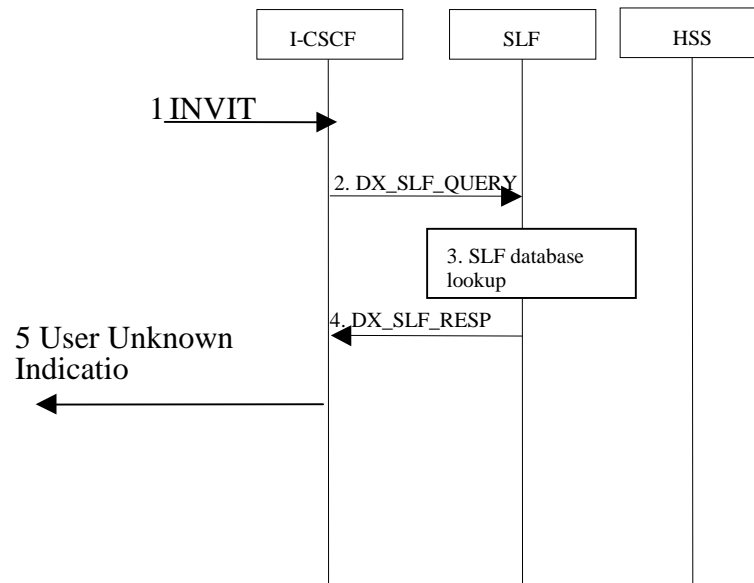 I-CSCF
SLF
HSS
1 INVIT
2. DX_SLF_QUERY
3. SLF database
lookup
4. DX_SLF_RESP
5 User Unknown
Indicatio